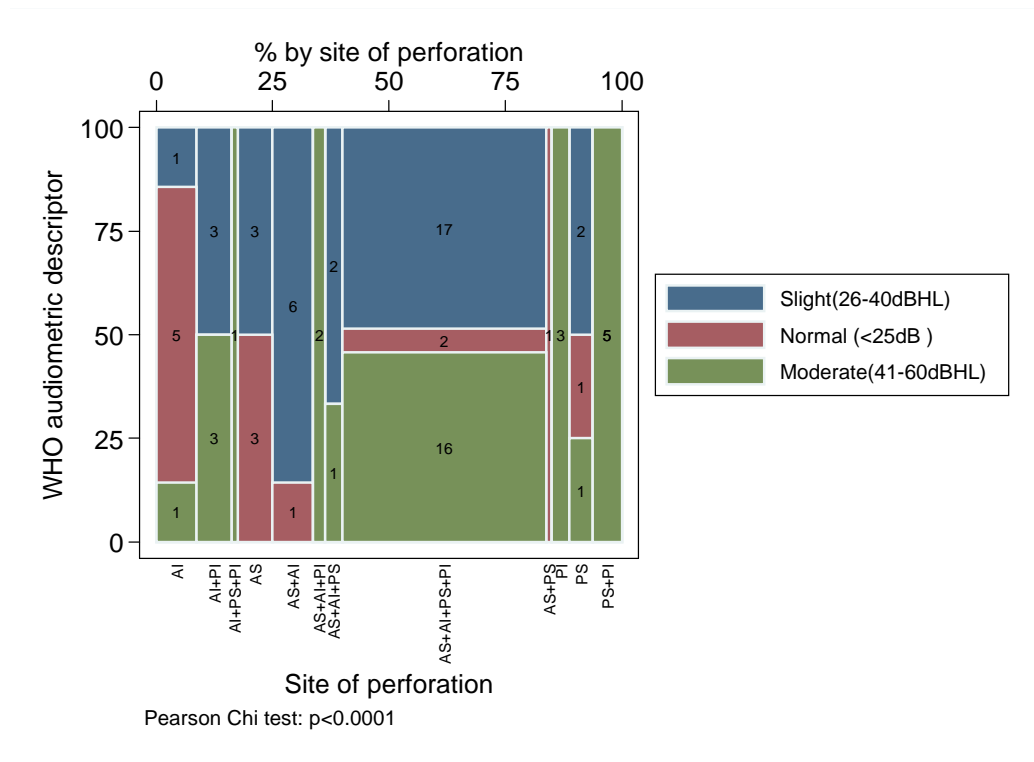 % by site of perforation
0 25 50 75 100
WHO audiometric descriptor
100
75
50
25
0
1
5
1
3
3
1
3
3
6
1
2
2
1
17
2
16
1
3
2
1
1
5
AI
AI+PI
AI+PS+PI
AS
AS+AI
AS+AI+PI
AS+AI+PS
AS+AI+PS+PI
AS+PS
PI
PS
PS+PI
Site of perforation
Pearson Chi test: p<0.0001
Slight(26-40dBHL)
Normal (<25dB )
Moderate(41-60dBHL)